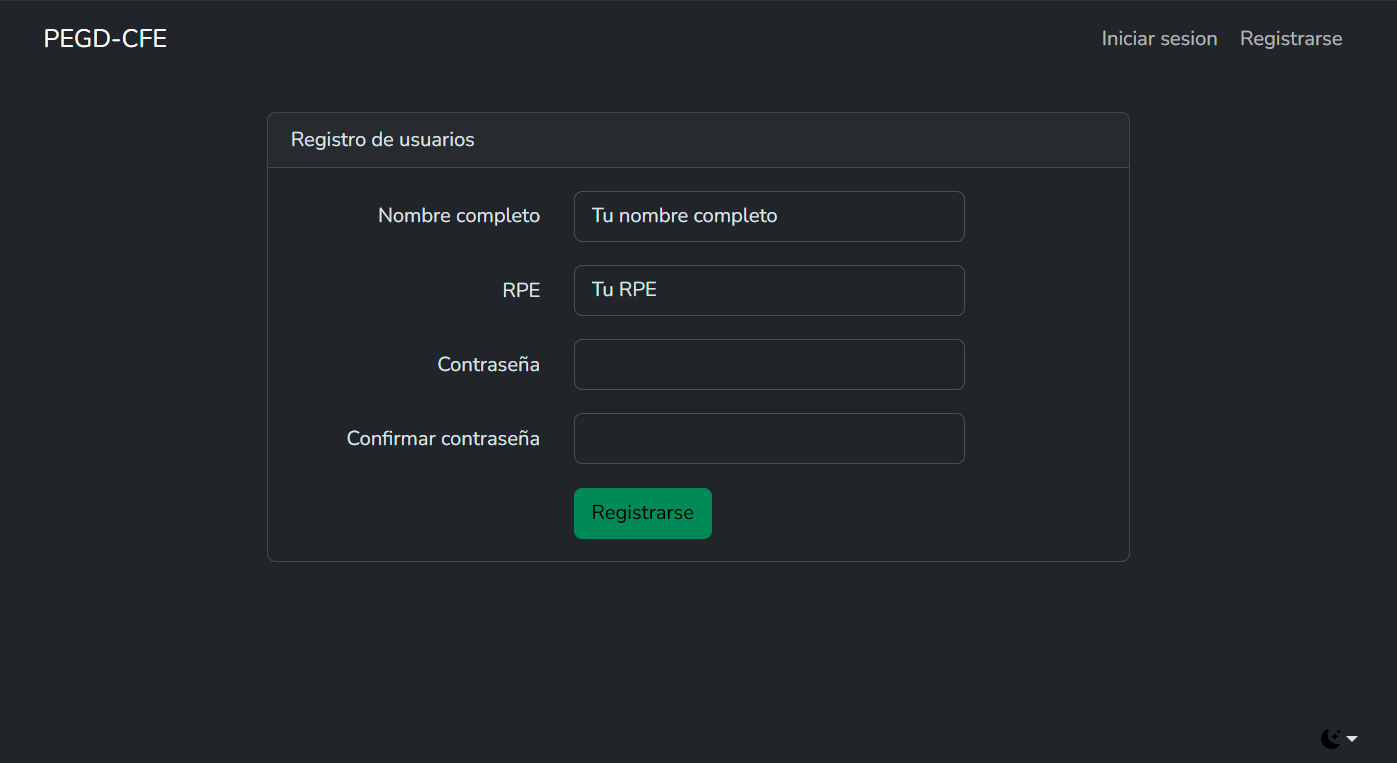 PEGD-CFE
Iniciar sesion Registrarse
Registro de usuarios
Nombre completo Tu nombre completo
RPE Tu RPE
Contraseña
Confirmar contraseña
Registrarse